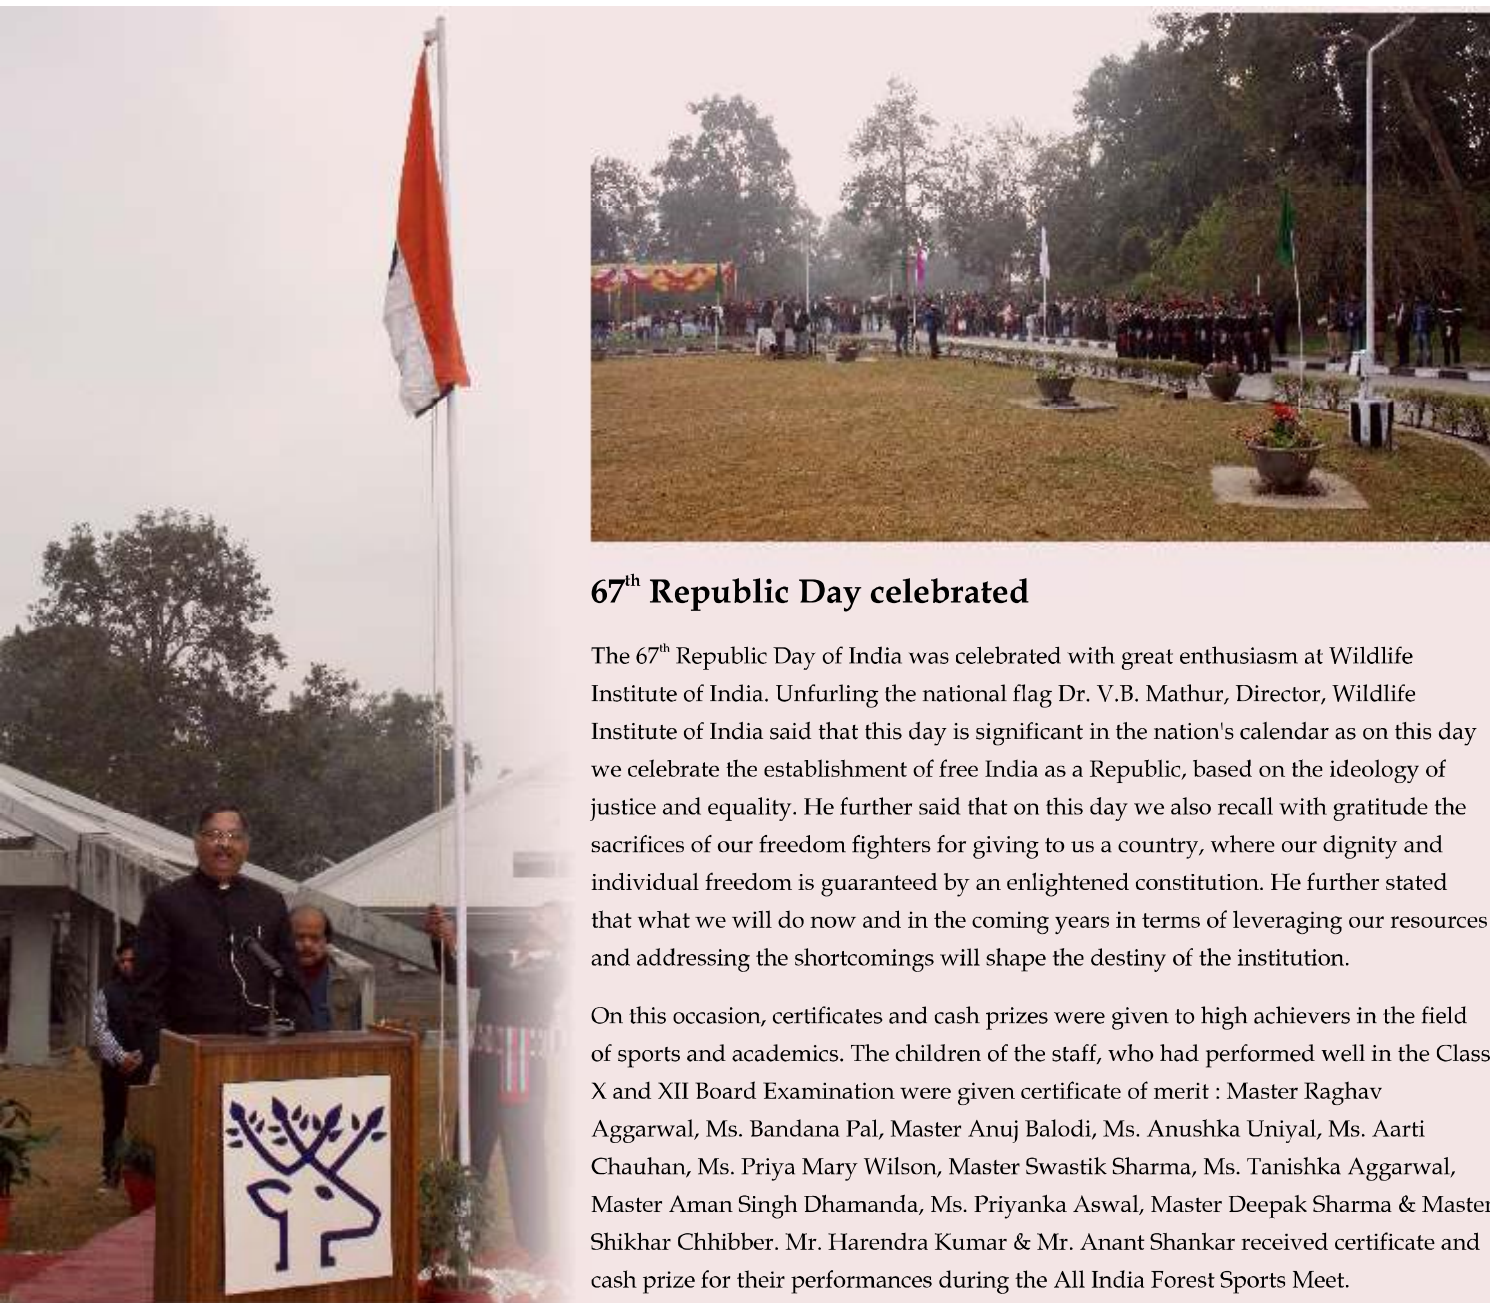 67th Republic Day celebrated
The 67th Republic Day of India was celebrated with great enthusiasm at Wildlife
Institute of India. Unfurling the national flag Dr. V.B. Mathur, Director, Wildlife
Institute of India said that this day is significant in the nation's calendar as on this day
we celebrate the establishment of free India as a Republic, based on the ideology of
justice and equality. He further said that on this day we also recall with gratitude the
sacrifices of our freedom fighters for giving to us a country, where our dignity and
individual freedom is guaranteed by an enlightened constitution. He further stated
that what we will do now and in the coming years in terms of leveraging our resources
and addressing the shortcomings will shape the destiny of the institution.
On this occasion, certificates and cash prizes were given to high achievers in the field
of sports and academics. The children of the staff, who had performed well in the Class
X and XII Board Examination were given certificate of merit : Master Raghav
Aggarwal, Ms. Bandana Pal, Master Anuj Balodi, Ms. Anushka Uniyal, Ms. Aarti
Chauhan, Ms. Priya Mary Wilson, Master Swastik Sharma, Ms. Tanishka Aggarwal,
Master Aman Singh Dhamanda, Ms. Priyanka Aswal, Master Deepak Sharma & Master
Shikhar Chhibber. Mr. Harendra Kumar & Mr. Anant Shankar received certificate and
cash prize for their performances during the All India Forest Sports Meet.